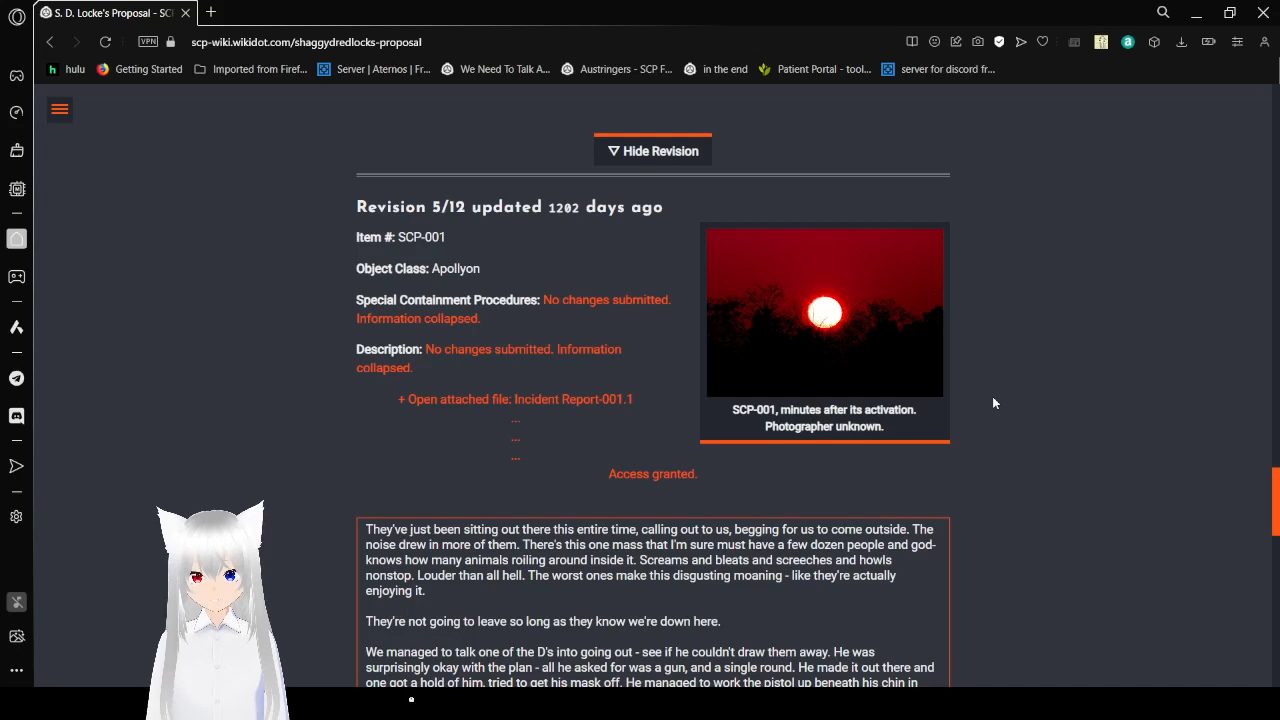 S. D. Locke's Proposal - SC
VPN
scp-wiki.wikidot.com/shaggydredlocks-proposal
hulu
Getting Started
Imported from Firef...
Server | Aternos | Fr...
We Need To Talk A...
Austringers - SCP F...
in the end
Patient Portal - tool...
server for discord fr...
▽ Hide Revision
Revision 5/12 updated 1202 days ago
Item #: SCP-001
Object Class: Apollyon
Special Containment Procedures: No changes submitted.
Information collapsed.
Description: No changes submitted. Information
collapsed.
+ Open attached file: Incident Report-001.1
...
...
...
SCP-001, minutes after its activation.
Photographer unknown.
Access granted.
They've just been sitting out there this entire time, calling out to us, begging for us to come outside. The
noise drew in more of them. There's this one mass that I'm sure must have a few dozen people and god-
knows how many animals roiling around inside it. Screams and bleats and screeches and howls
nonstop. Louder than all hell. The worst ones make this disgusting moaning - like they're actually
enjoying it.
They're not going to leave so long as they know we're down here.
We managed to talk one of the D's into going out - see if he couldn't draw them away. He was
surprisingly okay with the plan - all he asked for was a gun, and a single round. He made it out there and
one got a hold of him, tried to get his mask off. He managed to work the pistol up beneath his chin in